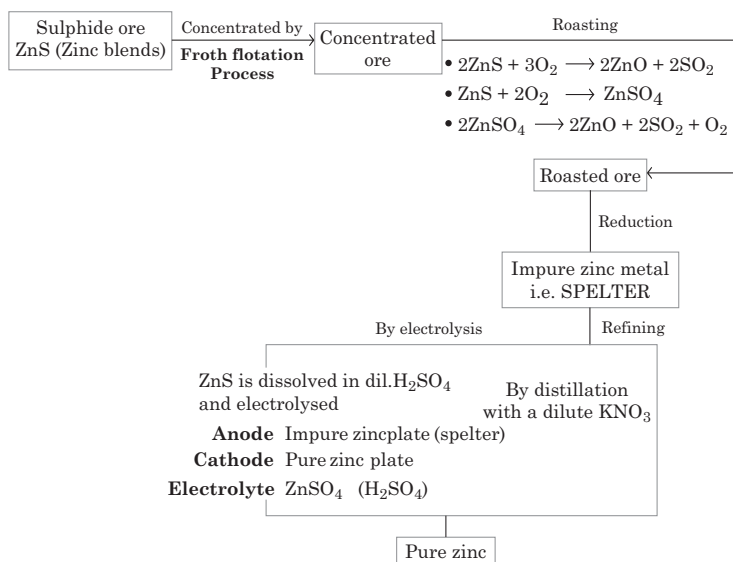 Sulphide ore
ZnS (Zinc blends)
Concentrated by
Froth flotation
Process
Concentrated
ore
Roasting
• 2ZnS + 3O₂ ⟶ 2ZnO + 2SO₂
• ZnS + 2O₂ ⟶ ZnSO₄
• 2ZnSO₄ ⟶ 2ZnO + 2SO₂ + O₂
Roasted ore
Reduction
Impure zinc metal
i.e. SPELTER
By electrolysis
Refining
ZnS is dissolved in dil.H₂SO₄
and electrolysed
By distillation
with a dilute KNO₃
Anode Impure zincplate (spelter)
Cathode Pure zinc plate
Electrolyte ZnSO₄ (H₂SO₄)
Pure zinc